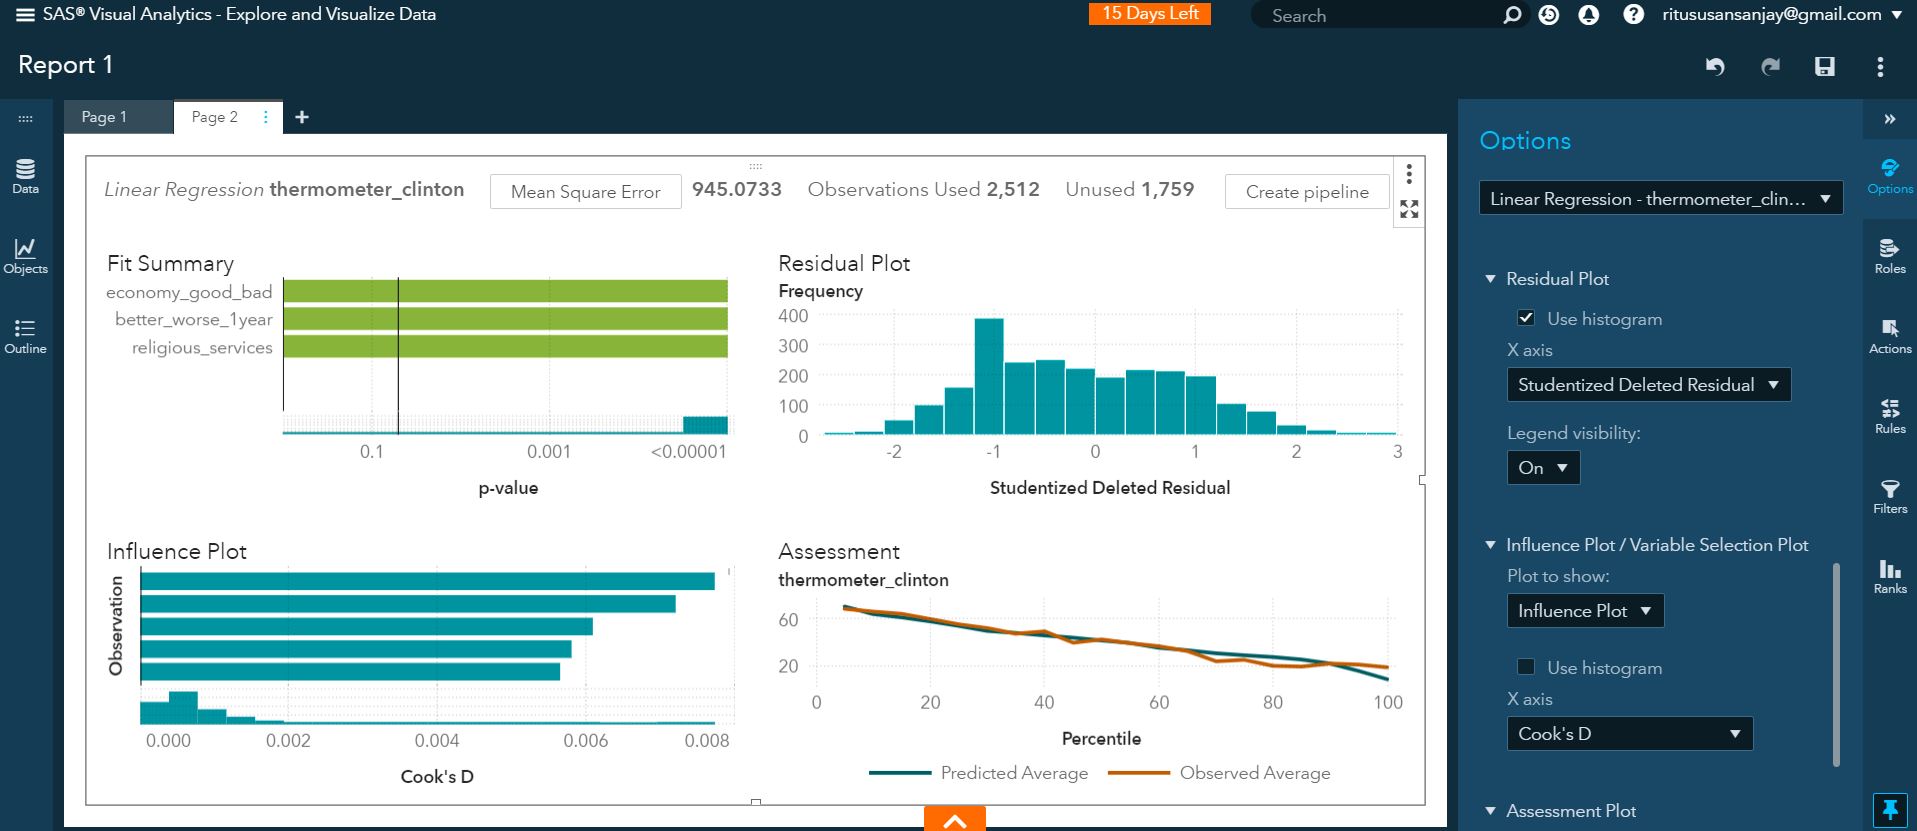 SAS® Visual Analytics - Explore and Visualize Data
15 Days Left
Search
ritususansanjay@gmail.com
Report 1
Page 1
Page 2
Data
Objects
Outline
Linear Regression thermometer_clinton
Mean Square Error
945.0733
Observations Used 2,512
Unused 1,759
Create pipeline
Fit Summary
economy_good_bad
better_worse_1year
religious_services
0.1
0.001
<0.00001
p-value
Residual Plot
Frequency
400
300
200
100
0
-2
-1
0
1
2
3
Studentized Deleted Residual
Influence Plot
Observation
0.000
0.002
0.004
0.006
0.008
Cook's D
Assessment
thermometer_clinton
60
20
0
20
40
60
80
100
Percentile
Predicted Average
Observed Average
Options
Linear Regression - thermometer_clin...
Residual Plot
Use histogram
X axis
Studentized Deleted Residual
Legend visibility:
On
Influence Plot / Variable Selection Plot
Plot to show:
Influence Plot
Use histogram
X axis
Cook's D
Assessment Plot
Options
Roles
Actions
Rules
Filters
Ranks